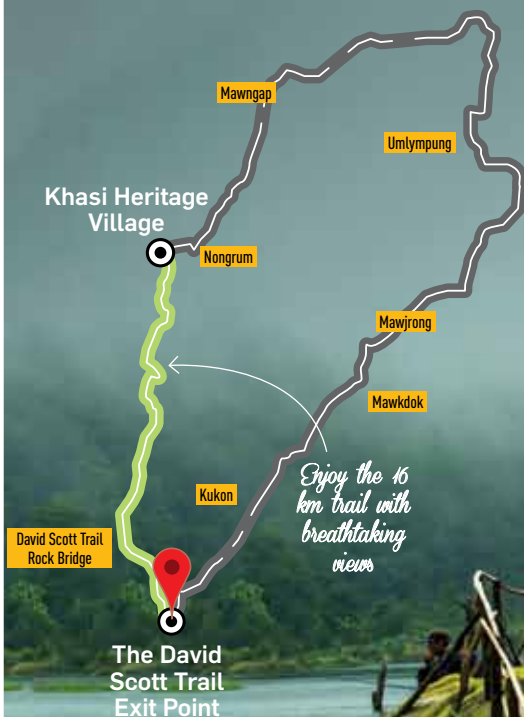 Mawngap
Umlympung
Khasi Heritage
Village
Nongrum
Mawjrong
Mawkdok
Enjoy the 16
km trail with
breathtaking
views
Kukon
David Scott Trail
Rock Bridge
The David
Scott Trail
Exit Point